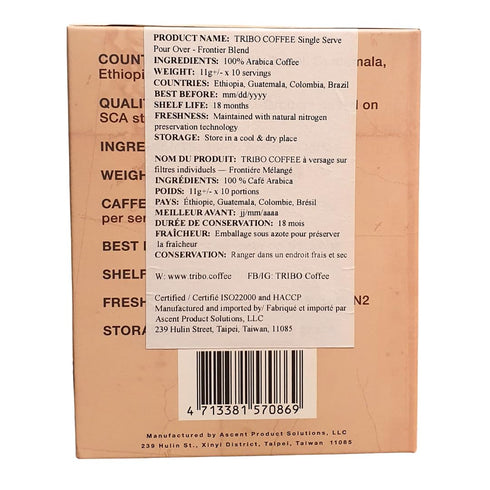 PRODUCT NAME: TRIBO COFFEE Single Serve
Pour Over - Frontier Blend
INGREDIENTS: 100% Arabica Coffee
WEIGHT: 11g+/- x 10 servings
COUNTRIES: Ethiopia, Guatemala, Colombia, Brazil
BEST BEFORE: mm/dd/yyyy
SHELF LIFE: 18 months
FRESHNESS: Maintained with natural nitrogen
preservation technology
STORAGE: Store in a cool & dry place
NOM DU PRODUIT: TRIBO COFFEE à versage sur
filtres individuels — Frontiére Mélangé
INGRÉDIENTS: 100 % Café Arabica
POIDS: 11g+/- x 10 portions
PAYS: Éthiopie, Guatemala, Colombie, Brésil
MEILLEUR AVANT: jj/mm/aaaa
DURÉE DE CONSERVATION: 18 mois
FRAÎCHEUR: Emballage sous azote pour préserver
la fraîcheur
CONSERVATION: Ranger dans un endroit frais et sec
W: www.tribo.coffee FB/IG: TRIBO Coffee
Certified / Certifié ISO22000 and HACCP
Manufactured and imported by/ Fabriqué et importé par
Ascent Product Solutions, LLC
239 Hulin Street, Taipei, Taiwan, 11085
COUNT
Ethiopi
QUALI
on
SCA st
INGRE
WEIGH
CAFFE
per ser
BEST
SHELF
FRESH
N2
STORA
4 713381 570869
Manufactured by Ascent Product Solutions, LLC
239 Hulin St., Xinyi District, Taipei, Taiwan 11085